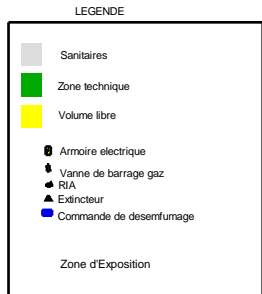 LEGENDE
Sanitaires
Zone technique
Volume libre
Armoire electrique
Vanne de barrage gaz
RIA
Extincteur
Commande de desemfumage
Zone d'Exposition